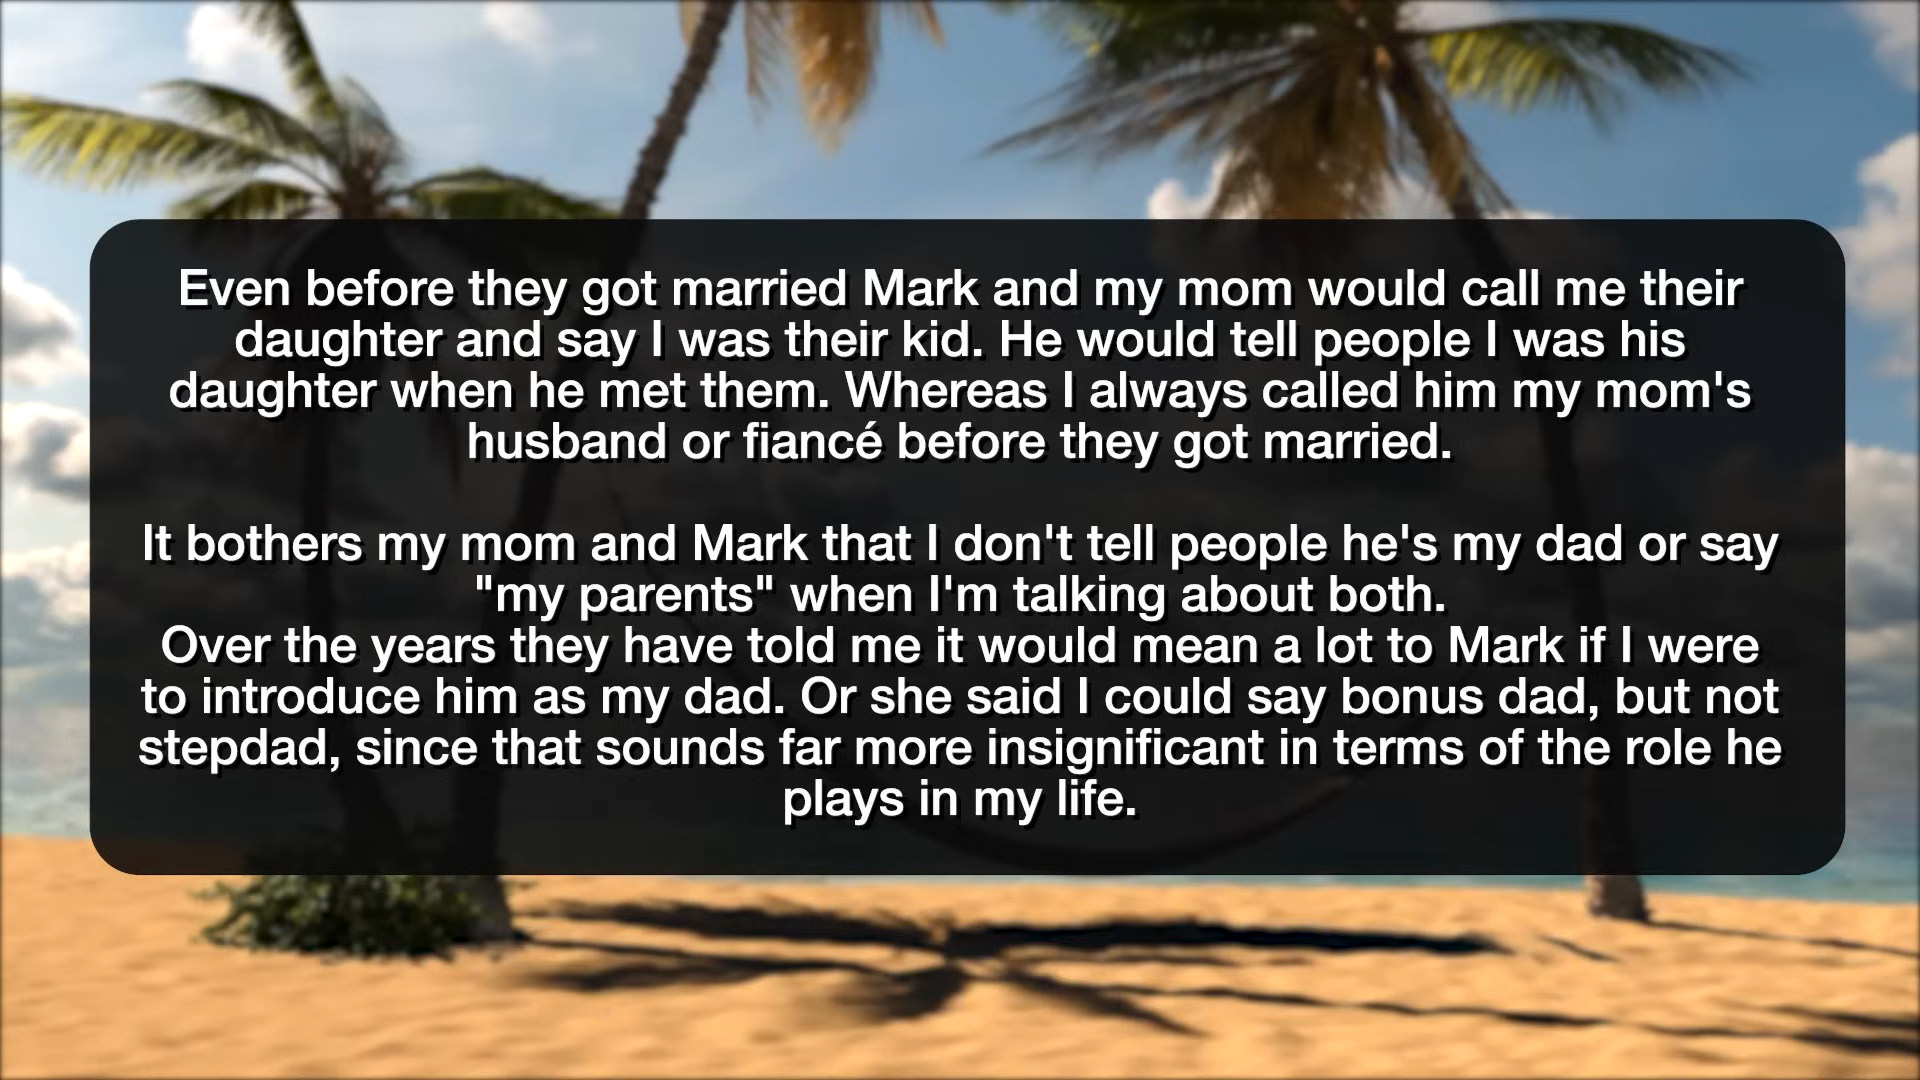 Even before they got married Mark and my mom would call me their
daughter and say I was their kid. He would tell people I was his
daughter when he met them. Whereas I always called him my mom's
husband or fiancé before they got married.
It bothers my mom and Mark that I don't tell people he's my dad or say
"my parents" when I'm talking about both.
Over the years they have told me it would mean a lot to Mark if I were
to introduce him as my dad. Or she said I could say bonus dad, but not
stepdad, since that sounds far more insignificant in terms of the role he
plays in my life.